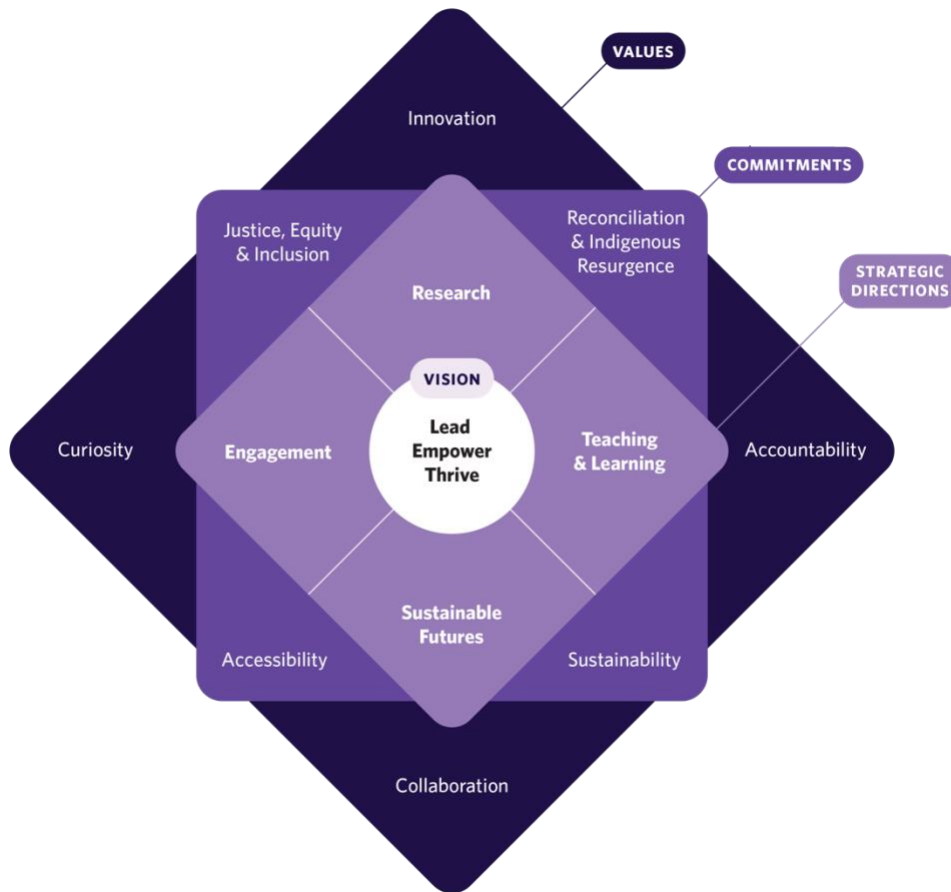 VALUES
Innovation
COMMITMENTS
Justice, Equity
& Inclusion
Reconciliation
& Indigenous
Resurgence
STRATEGIC
DIRECTIONS
Research
VISION
Lead
Empower
Thrive
Curiosity
Engagement
Teaching
& Learning
Accountability
Sustainable
Futures
Accessibility
Sustainability
Collaboration